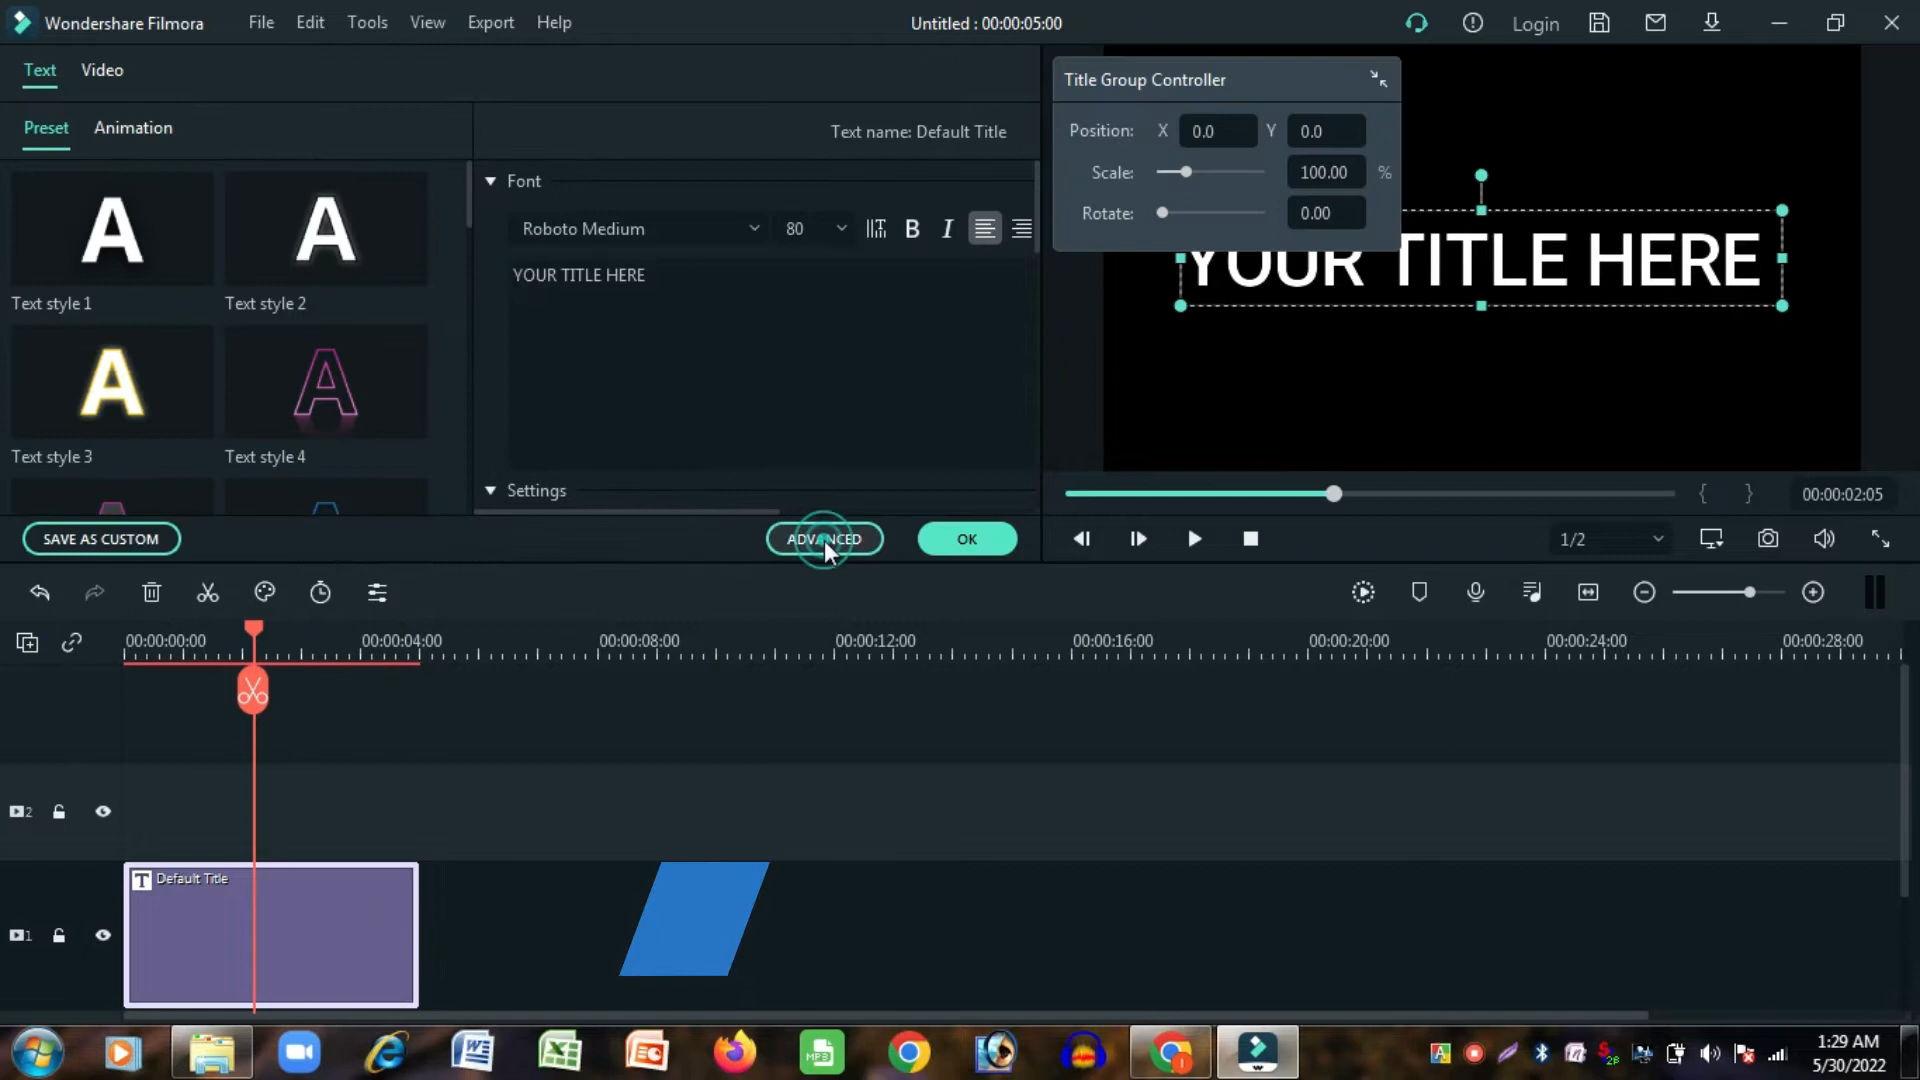 Wondershare Filmora
File
Edit
Tools
View
Export
Help
Untitled : 00:00:05:00
Login
Text
Video
Preset
Animation
Text name: Default Title
Title Group Controller
Position:
X
0.0
Y
0.0
Scale:
100.00
%
Rotate:
0.00
A
Text style 1
A
Text style 2
A
Text style 3
A
Text style 4
Font
Roboto Medium
80
B
I
YOUR TITLE HERE
Settings
YOUR TITLE HERE
00:00:02:05
SAVE AS CUSTOM
ADVANCED
OK
1/2
00:00:00:00
00:00:04:00
00:00:08:00
00:00:12:00
00:00:16:00
00:00:20:00
00:00:24:00
00:00:28:00
2
T
Default Title
1
MP3
1:29 AM
5/30/2022